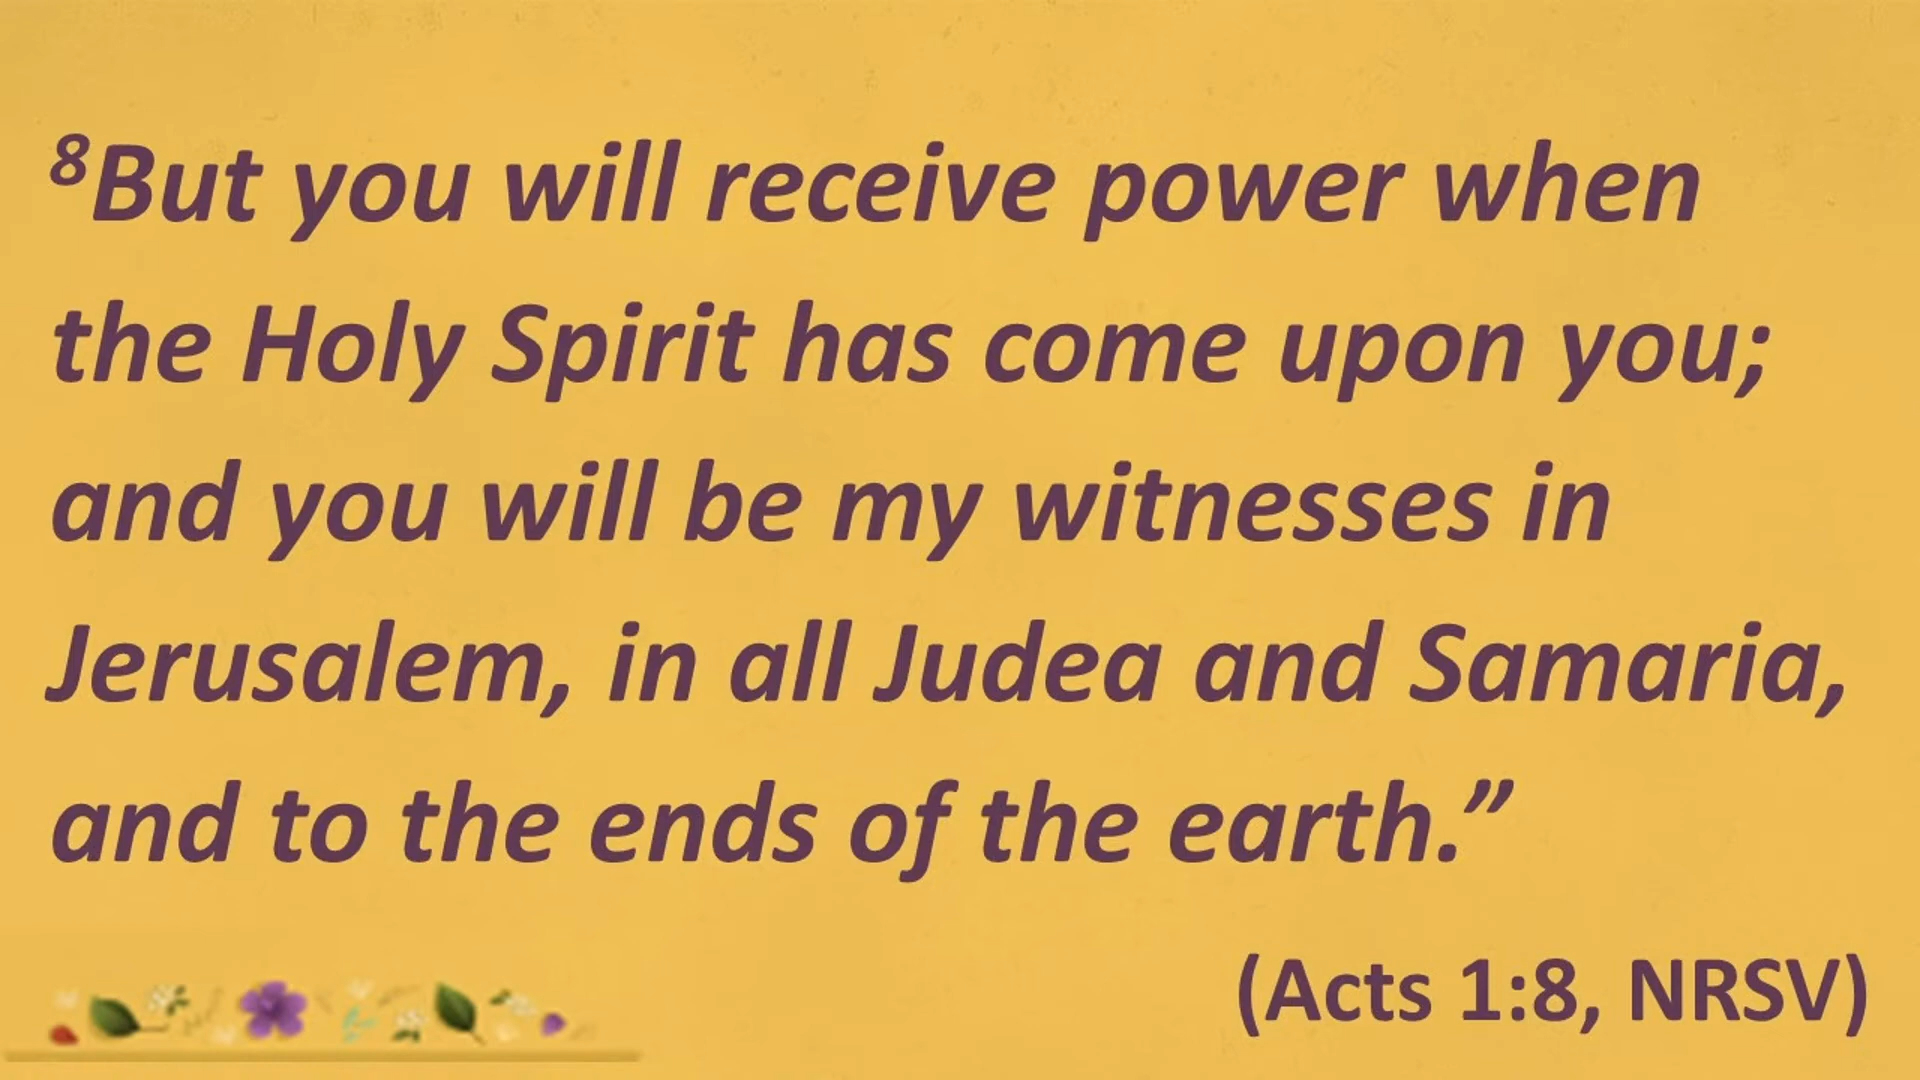 ⁸But you will receive power when
the Holy Spirit has come upon you;
and you will be my witnesses in
Jerusalem, in all Judea and Samaria,
and to the ends of the earth.”
(Acts 1:8, NRSV)